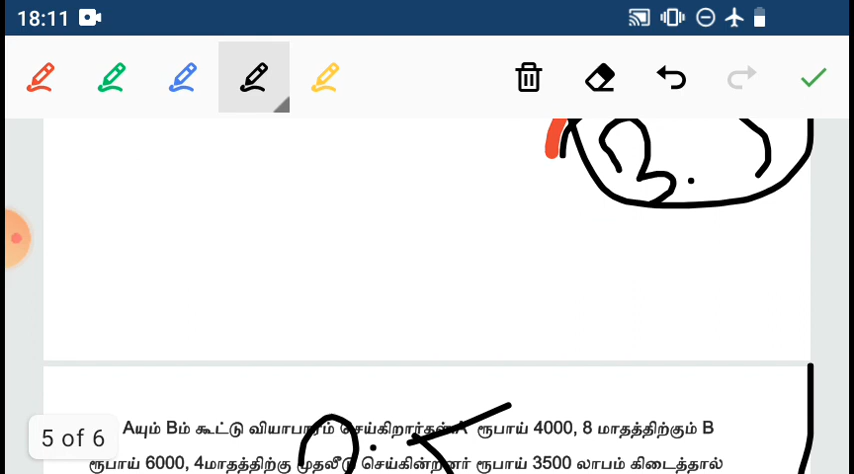 18:11
2.
5 of 6
Aயும் Bம் கூட்டு வியாபாரம் செய்கிறார்கள்.A ரூபாய் 4000, 8 மாதத்திற்கும் B
ரூபாய் 6000, 4மாதத்திற்கு முதலீடு செய்கின்றனர் ரூபாய் 3500 லாபம் கிடைத்தால்